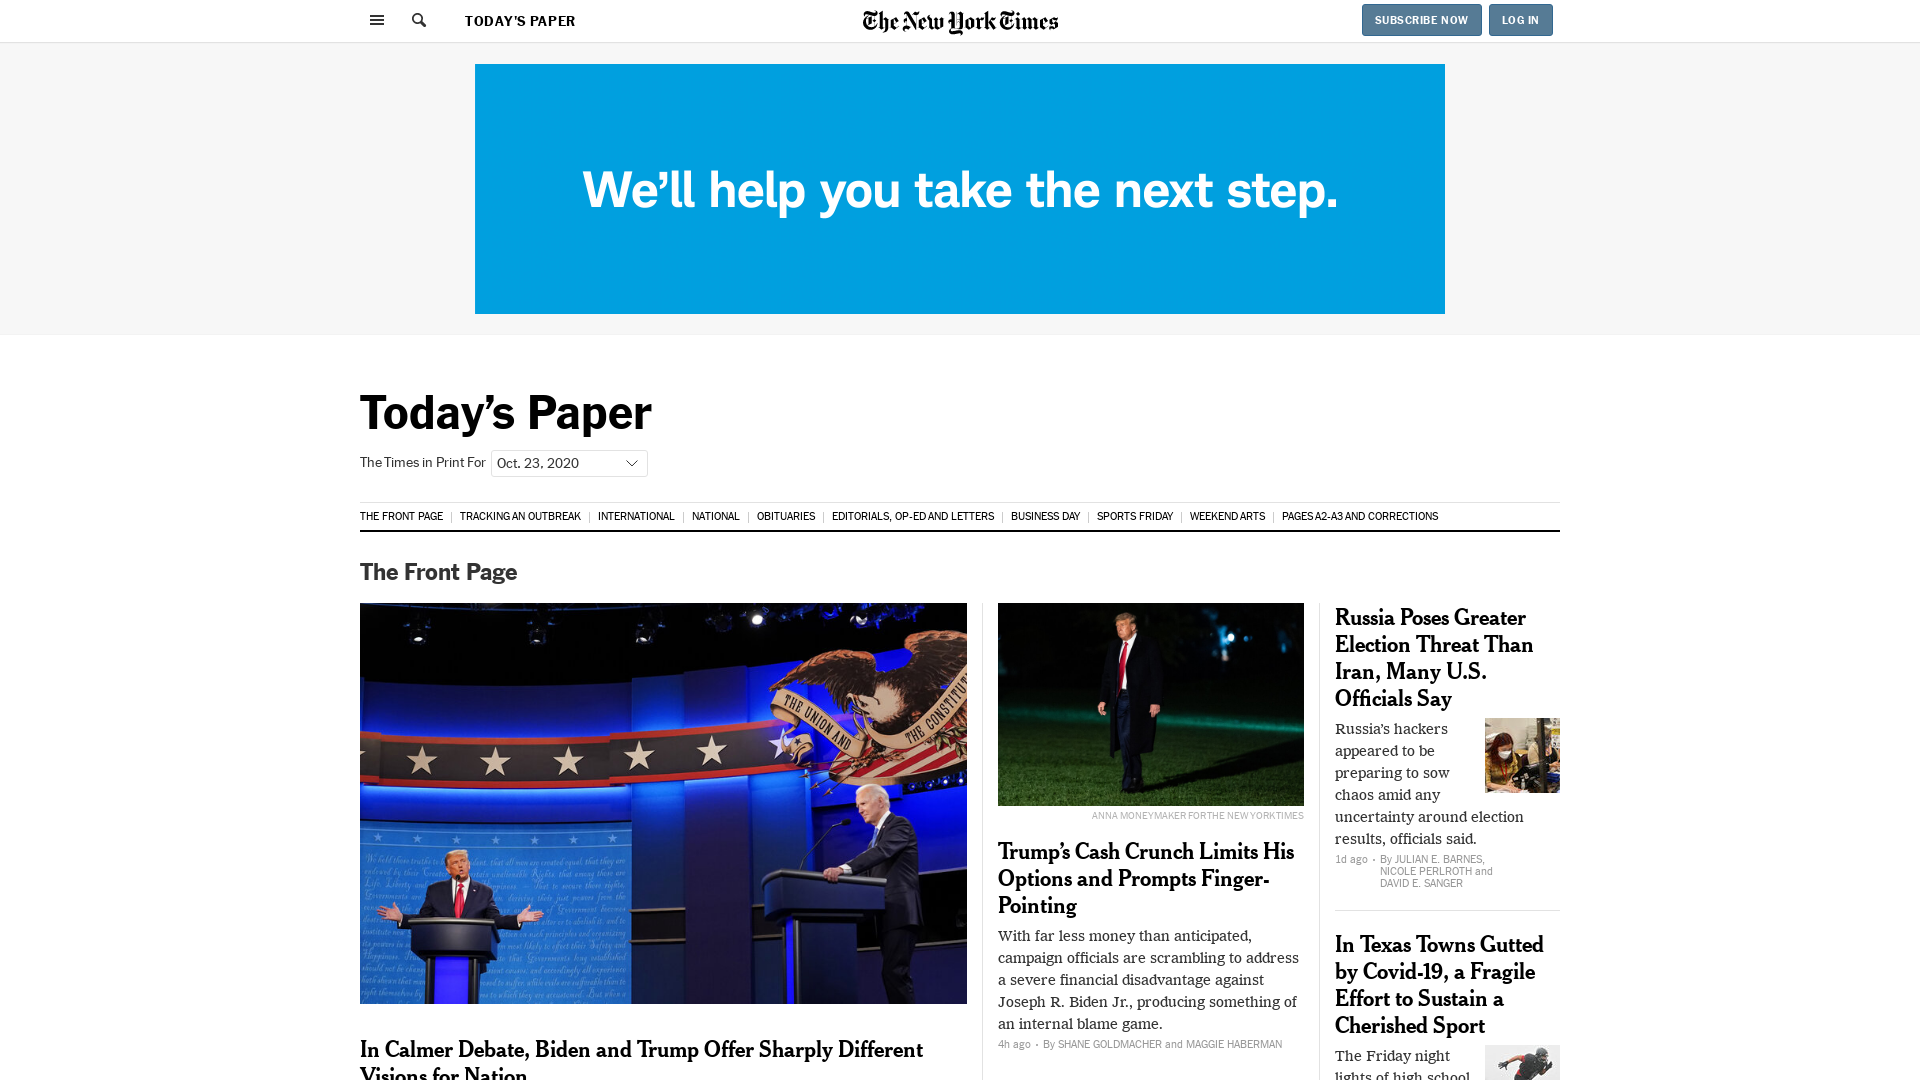 TODAY'S PAPER
The New York Times
SUBSCRIBE NOW
LOG IN
We'll help you take the next step.
Today's Paper
The Times in Print For
Oct. 23, 2020
THE FRONT PAGE
TRACKING AN OUTBREAK
INTERNATIONAL
NATIONAL
OBITUARIES
EDITORIALS, OP-ED AND LETTERS
BUSINESS DAY
SPORTS FRIDAY
WEEKEND ARTS
PAGES A2-A3 AND CORRECTIONS
The Front Page
THE UNION AND
THE CONSTITUT
In Calmer Debate, Biden and Trump Offer Sharply Different
Visions for Nation
ANNA MONEYMAKER FOR THE NEW YORK TIMES
Trump's Cash Crunch Limits His
Options and Prompts Finger-
Pointing
With far less money than anticipated,
campaign officials are scrambling to address
a severe financial disadvantage against
Joseph R. Biden Jr., producing something of
an internal blame game.
4h ago • By SHANE GOLDMACHER and MAGGIE HABERMAN
Russia Poses Greater
Election Threat Than
Iran, Many U.S.
Officials Say
Russia's hackers
appeared to be
preparing to sow
chaos amid any
uncertainty around election
results, officials said.
1d ago • By JULIAN E. BARNES,
NICOLE PERLROTH and
DAVID E. SANGER
In Texas Towns Gutted
by Covid-19, a Fragile
Effort to Sustain a
Cherished Sport
The Friday night
lights of high school